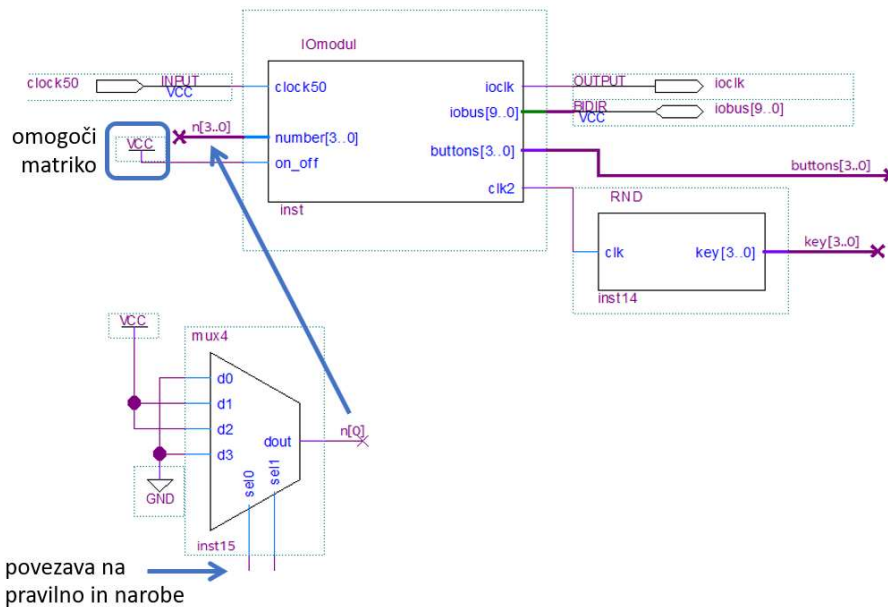 IOmodul
clock50
INPUT
VCC
clock50
ioclk
OUTPUT
ioclk
iobus[9..0]
BIDIR
VCC
iobus[9..0]
omogoči
matriko
VCC
n[3..0]
number[3..0]
on_off
buttons[3..0]
buttons[3..0]
clk2
inst
RND
clk
key[3..0]
key[3..0]
inst14
VCC
mux4
d0
d1
d2
d3
dout
n[0]
sel0
sel1
GND
inst15
povezava na
pravilno in narobe